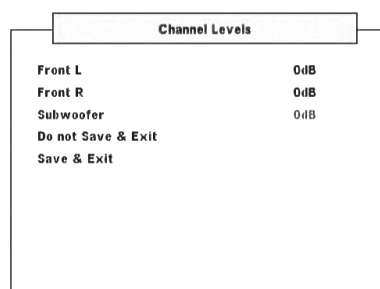 Channel Levels
Front L 0dB
Front R 0dB
Subwoofer 0dB
Do not Save & Exit
Save & Exit